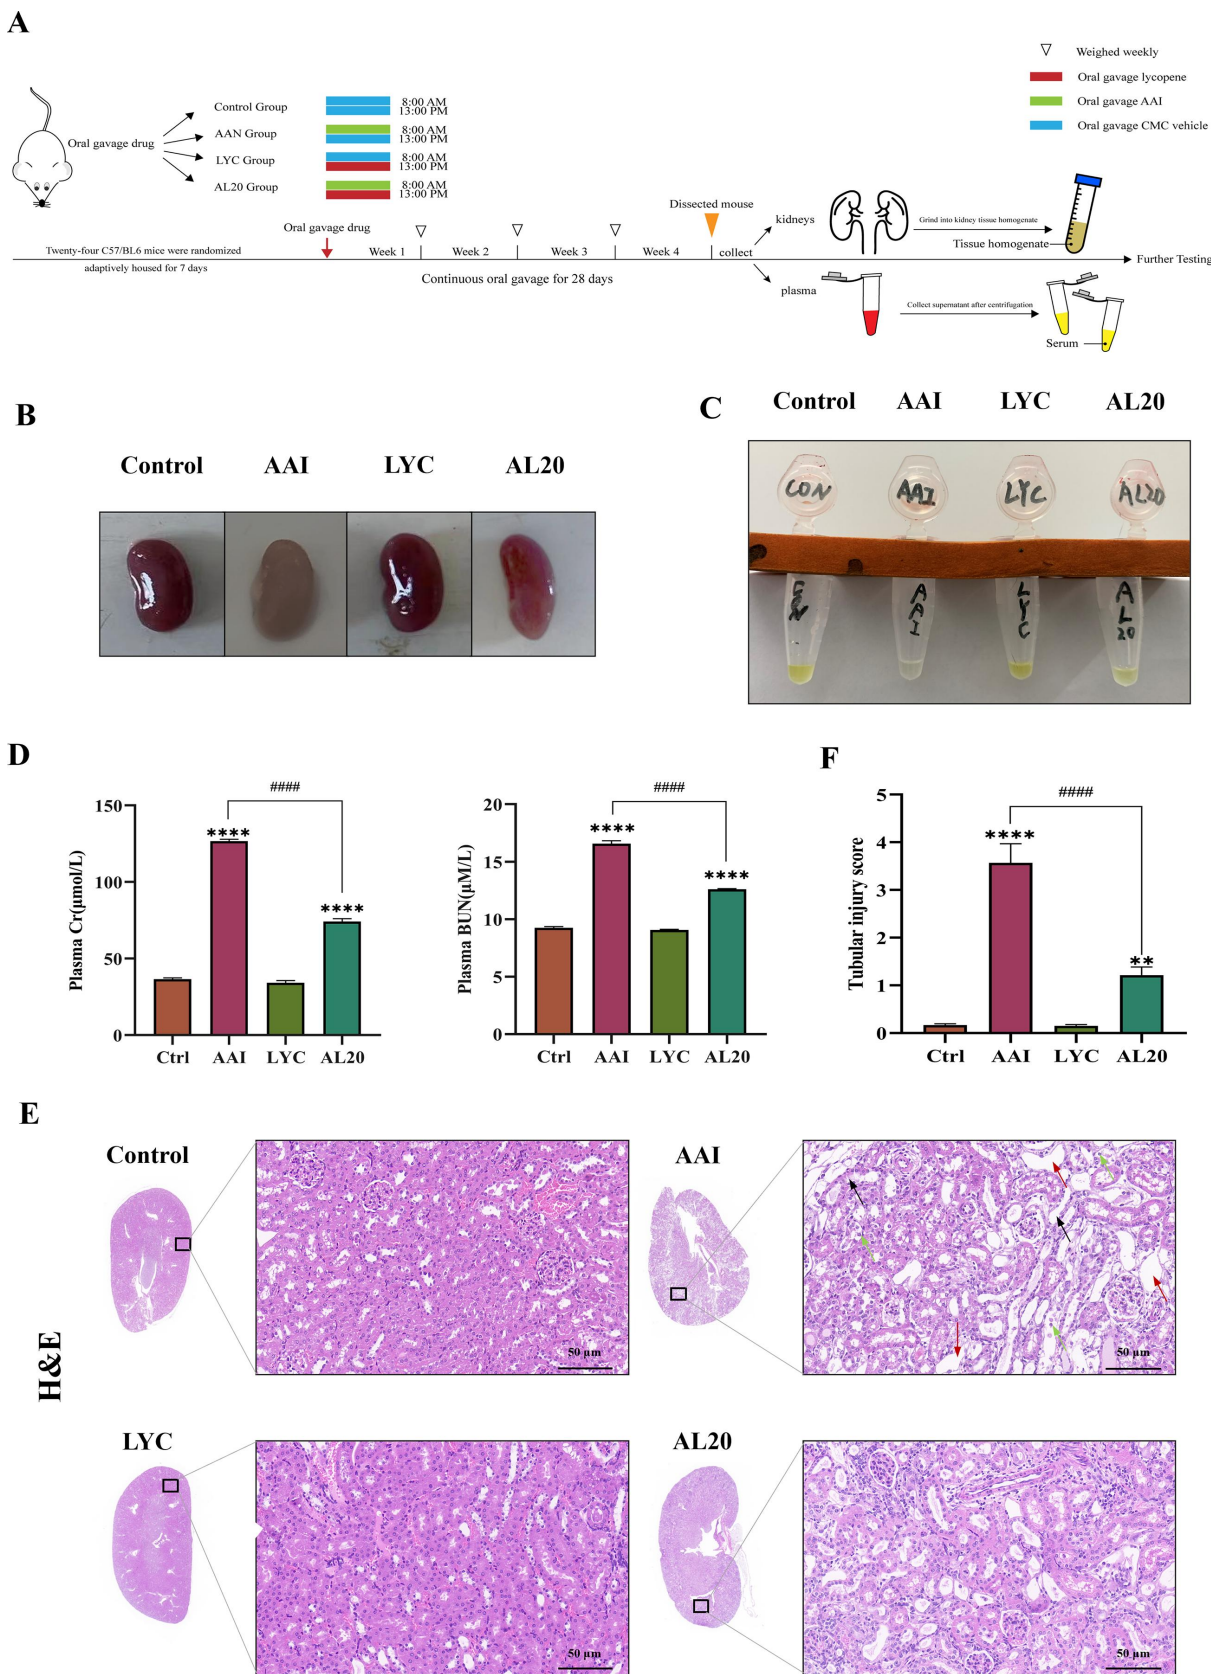 A
Weighed weekly
Oral gavage lycopene
Oral gavage AAI
Oral gavage CMC vehicle
Oral gavage drug
Control Group
8:00 AM
13:00 PM
AAN Group
8:00 AM
13:00 PM
LYC Group
8:00 AM
13:00 PM
AL20 Group
8:00 AM
13:00 PM
Twenty-four C57/BL6 mice were randomized
adaptively housed for 7 days
Oral gavage drug
Week 1
Week 2
Week 3
Week 4
Continuous oral gavage for 28 days
Dissected mouse
collect
kidneys
Grind into kidney tissue homogenate
Tissue homogenate
Further Testing
plasma
Collect supernatant after centrifugation
Serum
B
Control AAI LYC AL20
C
Control AAI LYC AL20
CON AAI LYC AL20
CON AAI LYC AL20
D
####
Plasma Cr(μmol/L)
150
100
50
0
****
****
Ctrl AAI LYC AL20
####
Plasma BUN(μM/L)
20
15
10
5
0
****
****
Ctrl AAI LYC AL20
F
####
Tubular injury score
5
4
3
2
1
0
****
**
Ctrl AAI LYC AL20
E
H&E
Control
50 μm
AAI
50 μm
LYC
50 μm
AL20
50 μm